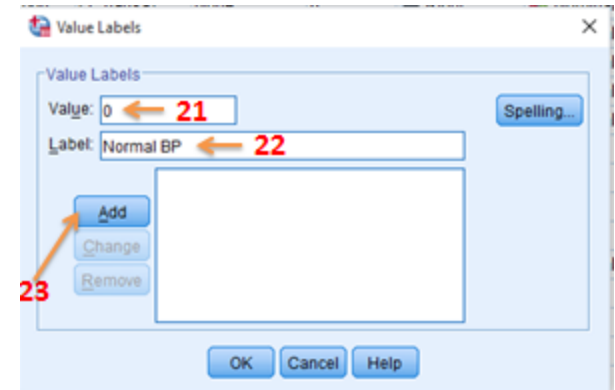 Value Labels
Value Labels
Value: 0 21
Spelling...
Label: Normal BP 22
Add
Change
Remove
23
OK Cancel Help